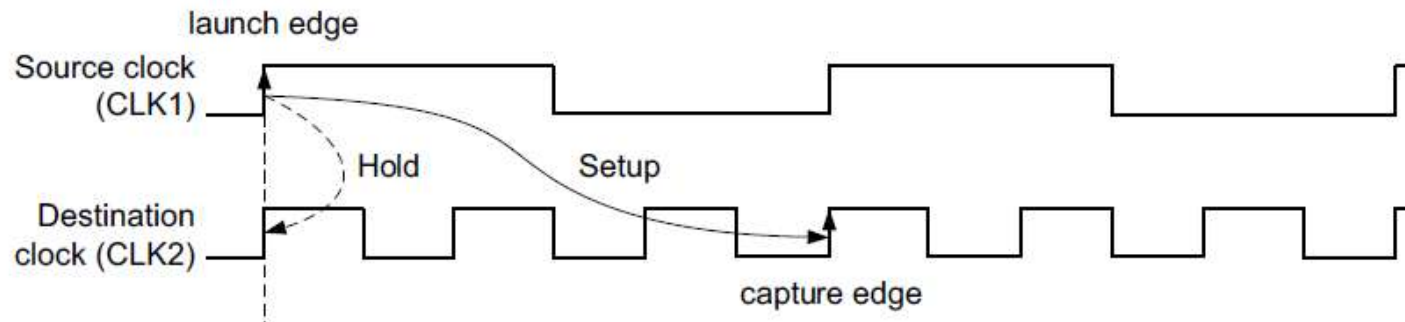 launch edge
Source clock
(CLK1)
Hold
Setup
Destination
clock (CLK2)
capture edge